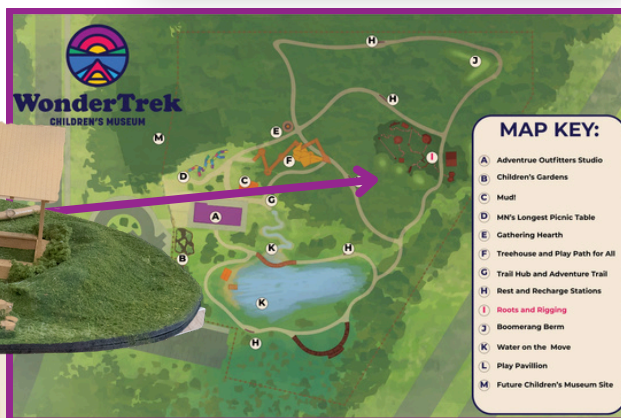 WonderTrek
CHILDREN'S MUSEUM
H
J
H
M
E
I
F
D
C
G
A
K
H
B
K
H
MAP KEY:
A Adventrue Outfitters Studio
B Children's Gardens
C Mud!
D MN's Longest Picnic Table
E Gathering Hearth
F Treehouse and Play Path for All
G Trail Hub and Adventure Trail
H Rest and Recharge Stations
I Roots and Rigging
J Boomerang Berm
K Water on the Move
L Play Pavillion
M Future Children's Museum Site